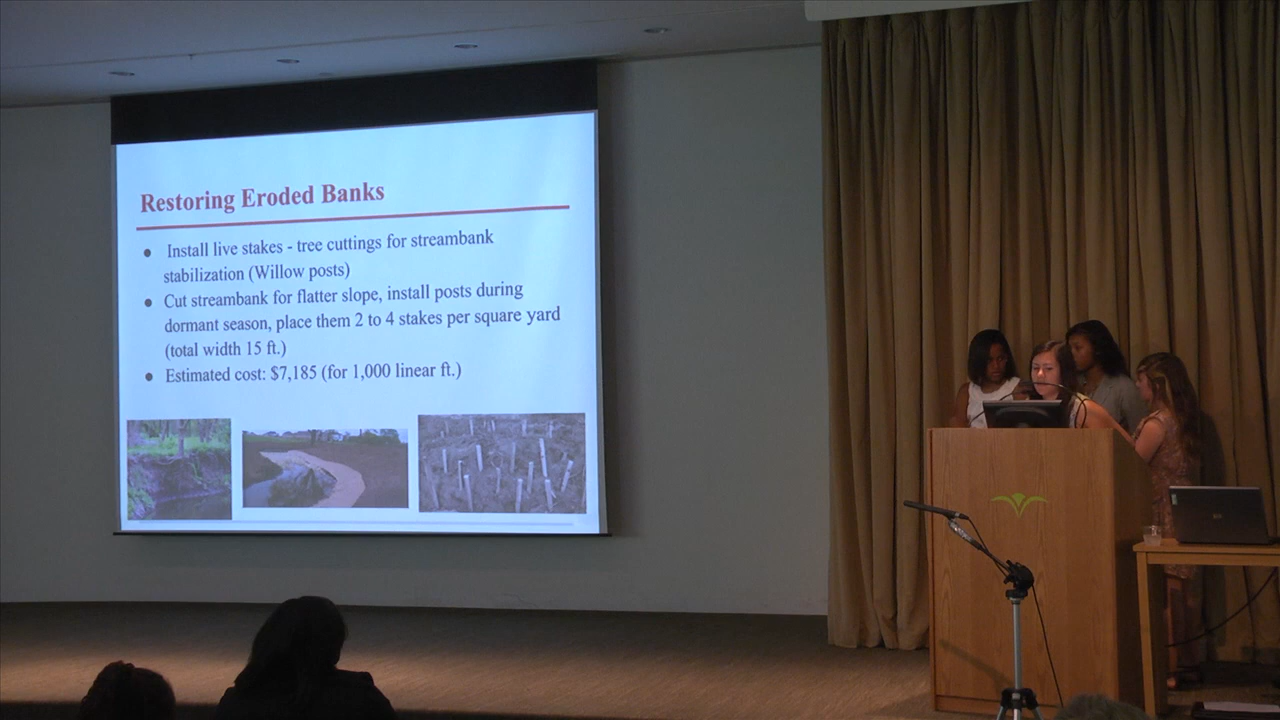 Restoring Eroded Banks
● Install live stakes - tree cuttings for streambank
stabilization (Willow posts)
● Cut streambank for flatter slope, install posts during
dormant season, place them 2 to 4 stakes per square yard
(total width 15 ft.)
● Estimated cost: $7,185 (for 1,000 linear ft.)